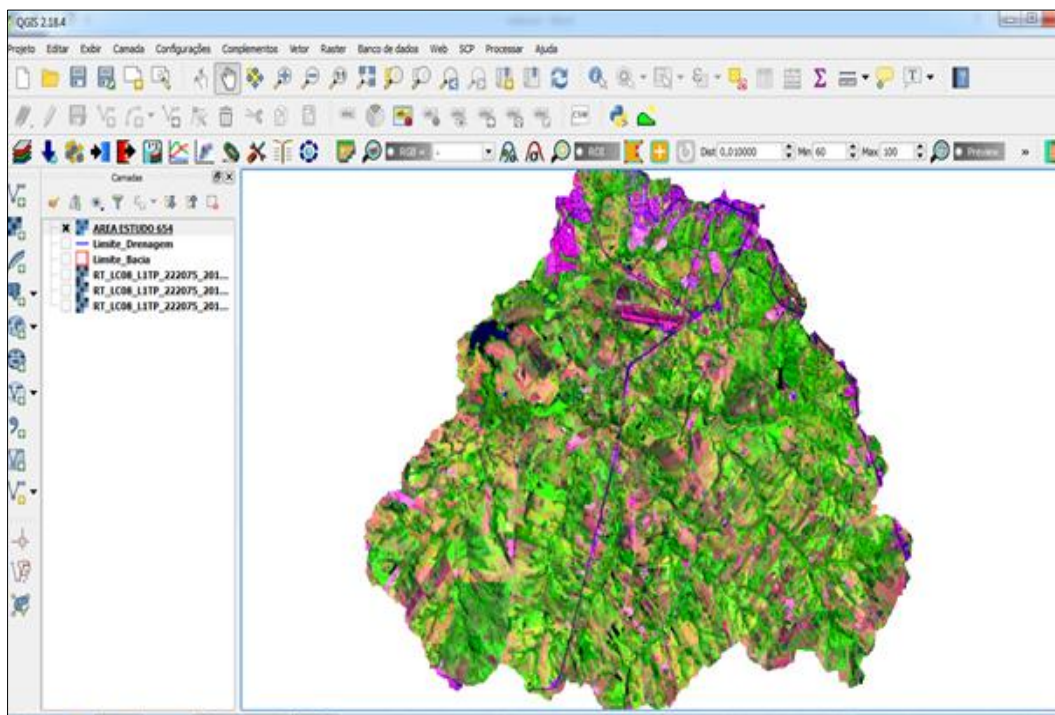 QGIS 2.18.4
Projeto Editar Exibir Camada Configurações Complementos Vetor Raster Banco de dados Web SCP Processar Ajuda
RGB = - ROI Dist 0,010000 Min 60 Max 100 Preview »
Camadas
AREA ESTUDO 654
Limite_Drenagem
Limite_Bacia
RT_LC08_L1TP_222075_201...
RT_LC08_L1TP_222075_201...
RT_LC08_L1TP_222075_201...